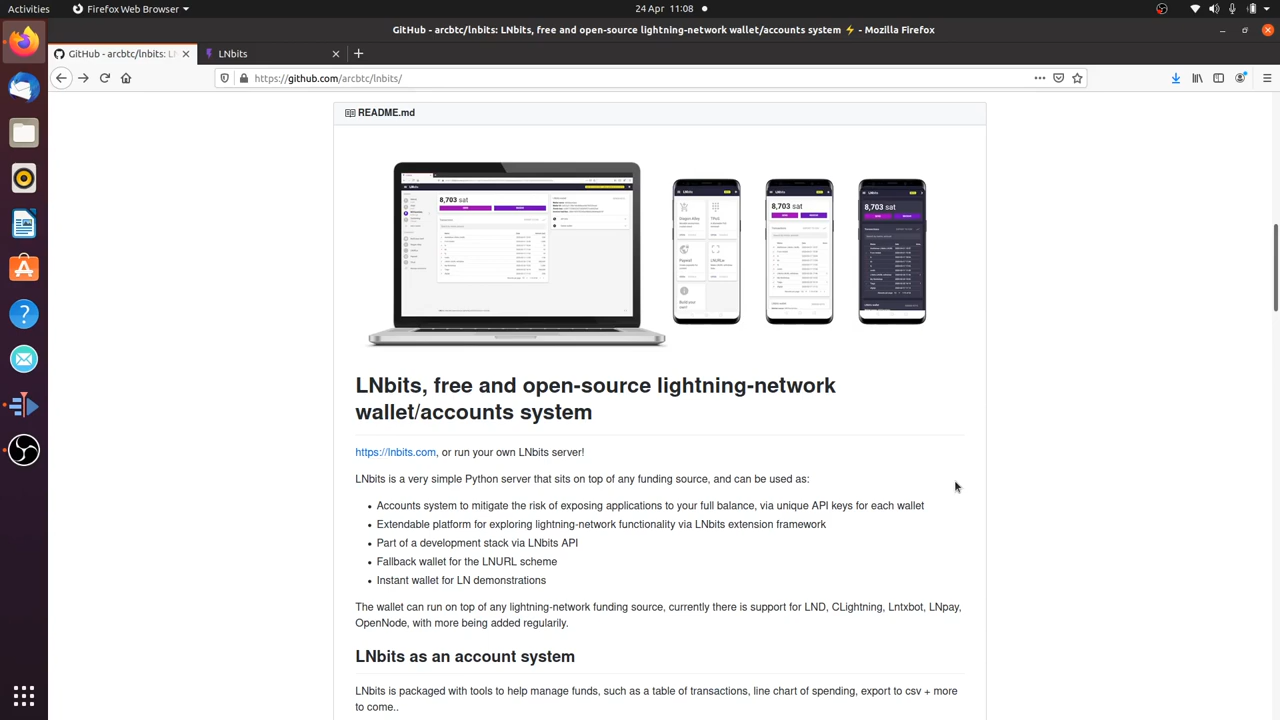 Activities
Firefox Web Browser
24 Apr 11:08
GitHub - arcbtc/lnbits: LNbits, free and open-source lightning-network wallet/accounts system ⚡ - Mozilla Firefox
GitHub - arcbtc/lnbits: LN
LNbits
https://github.com/arcbtc/lnbits/
README.md
8,703 sat
8,703 sat
8,703 sat
LNbits, free and open-source lightning-network
wallet/accounts system
https://lnbits.com, or run your own LNbits server!
LNbits is a very simple Python server that sits on top of any funding source, and can be used as:
• Accounts system to mitigate the risk of exposing applications to your full balance, via unique API keys for each wallet
• Extendable platform for exploring lightning-network functionality via LNbits extension framework
• Part of a development stack via LNbits API
• Fallback wallet for the LNURL scheme
• Instant wallet for LN demonstrations
The wallet can run on top of any lightning-network funding source, currently there is support for LND, CLightning, Lntxbot, LNpay,
OpenNode, with more being added regularly.
LNbits as an account system
LNbits is packaged with tools to help manage funds, such as a table of transactions, line chart of spending, export to csv + more
to come..